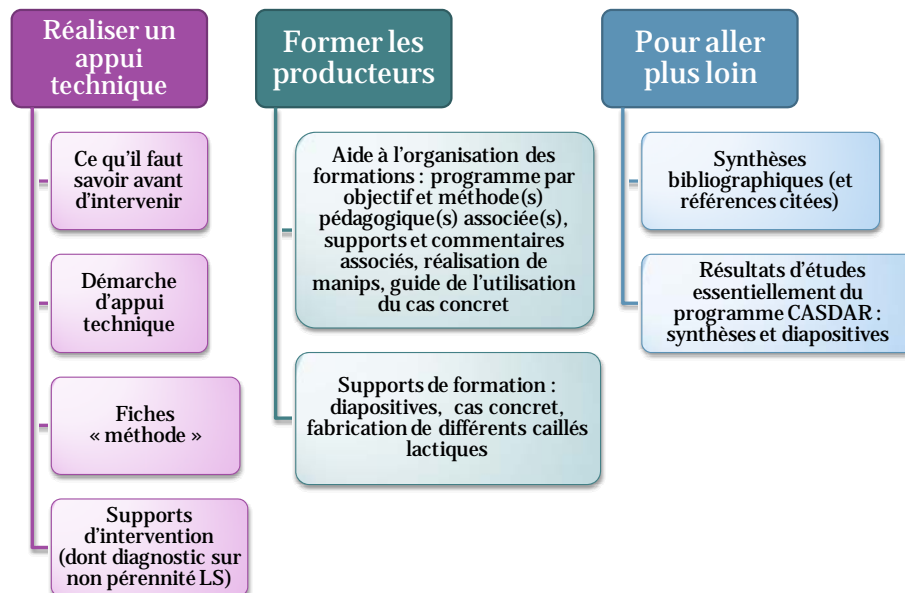 Réaliser un
appui
technique
Ce qu'il faut
savoir avant
d'intervenir
Démarche
d'appui
technique
Fiches
« méthode »
Supports
d'intervention
(dont diagnostic sur
non pérennité LS)
Former les
producteurs
Aide à l'organisation des
formations : programme par
objectif et méthode(s)
pédagogique(s) associée(s),
supports et commentaires
associés, réalisation de
manips, guide de l'utilisation
du cas concret
Supports de formation :
diapositives, cas concret,
fabrication de différents caillés
lactiques
Pour aller
plus loin
Synthèses
bibliographiques (et
références citées)
Résultats d'études
essentiellement du
programme CASDAR :
synthèses et diapositives